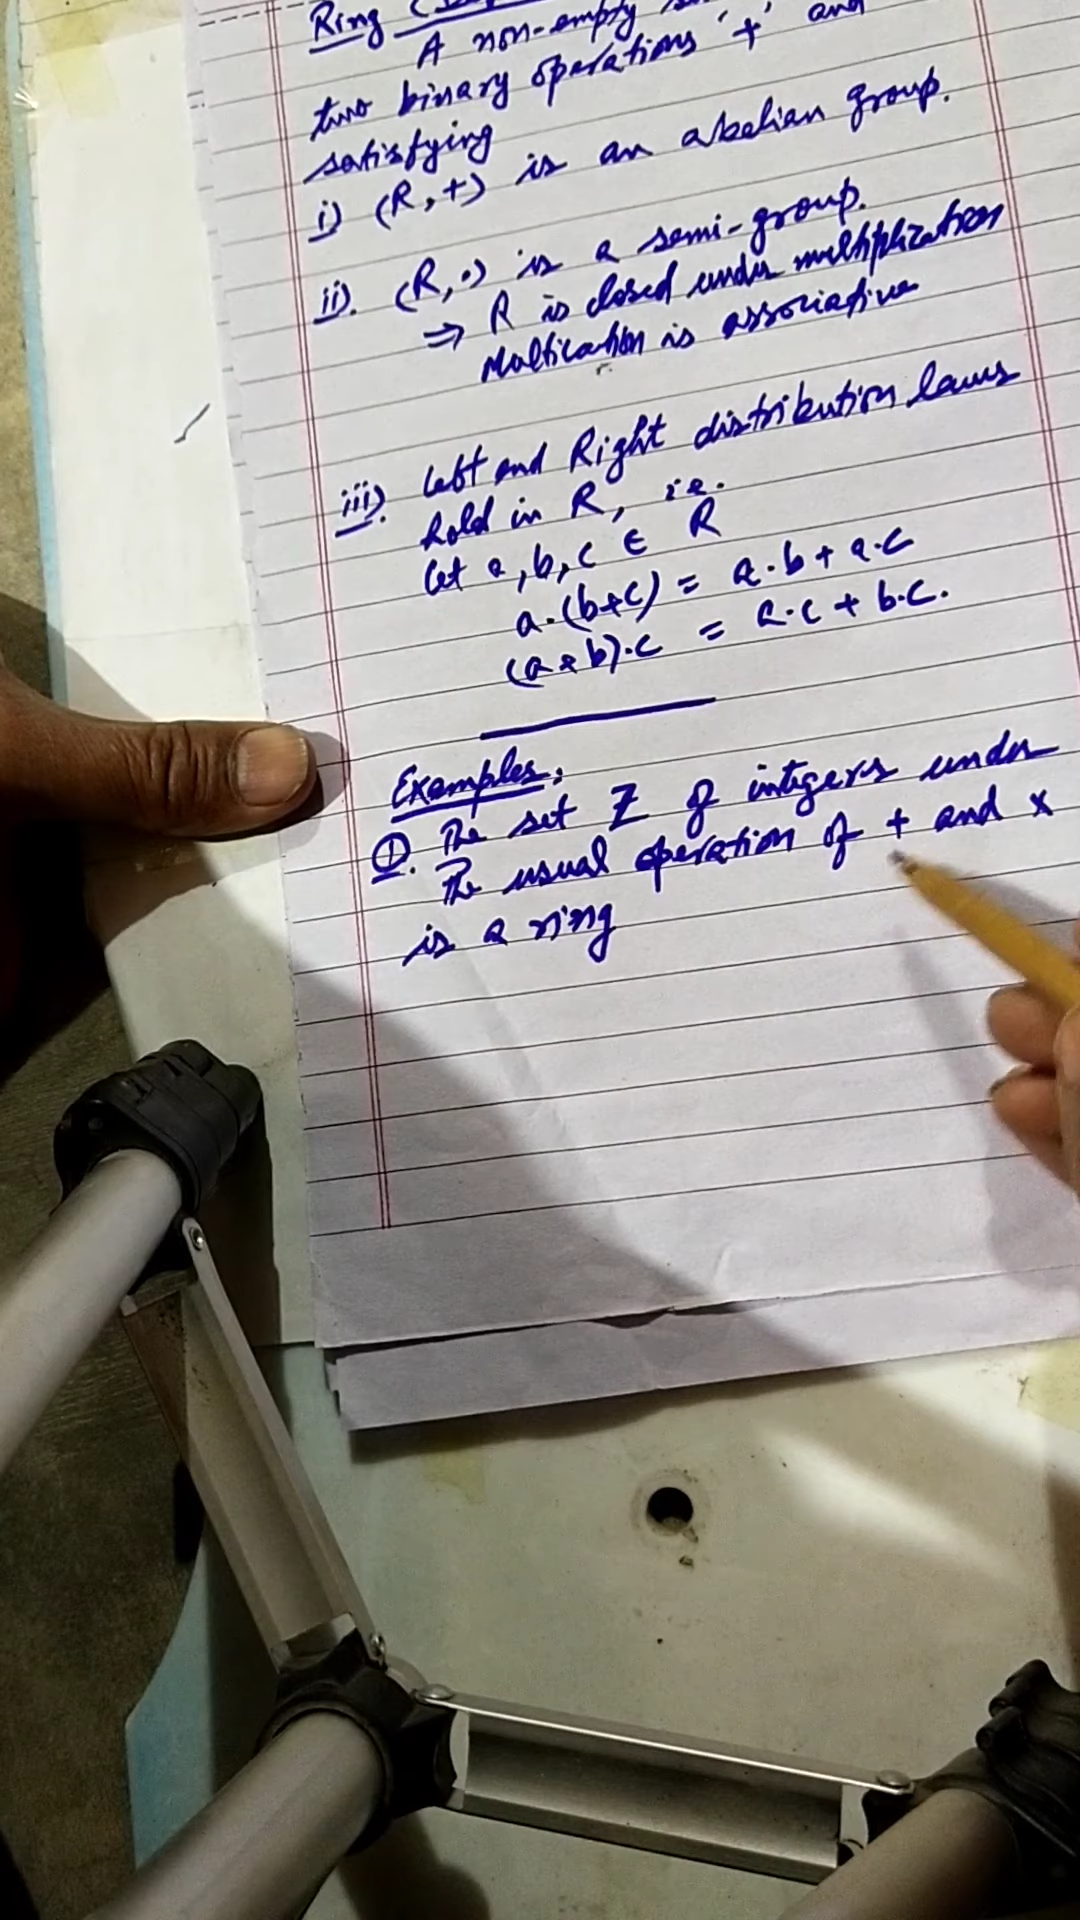 Ring
A non-empty
two binary operations '+' and
satisfying
i) (R, +) is an abelian group.
ii). (R, •) is a semi-group.
⇒ R is closed under multiplication
Multication is associative
iii). Left and Right distribution laws
hold in R, i.e.
let a, b, c ∈ R
a·(b+c) = a·b + a·c
(a+b)·c = a·c + b·c.
Examples:
①. The set Z of integers under
The usual operation of + and x
is a ring